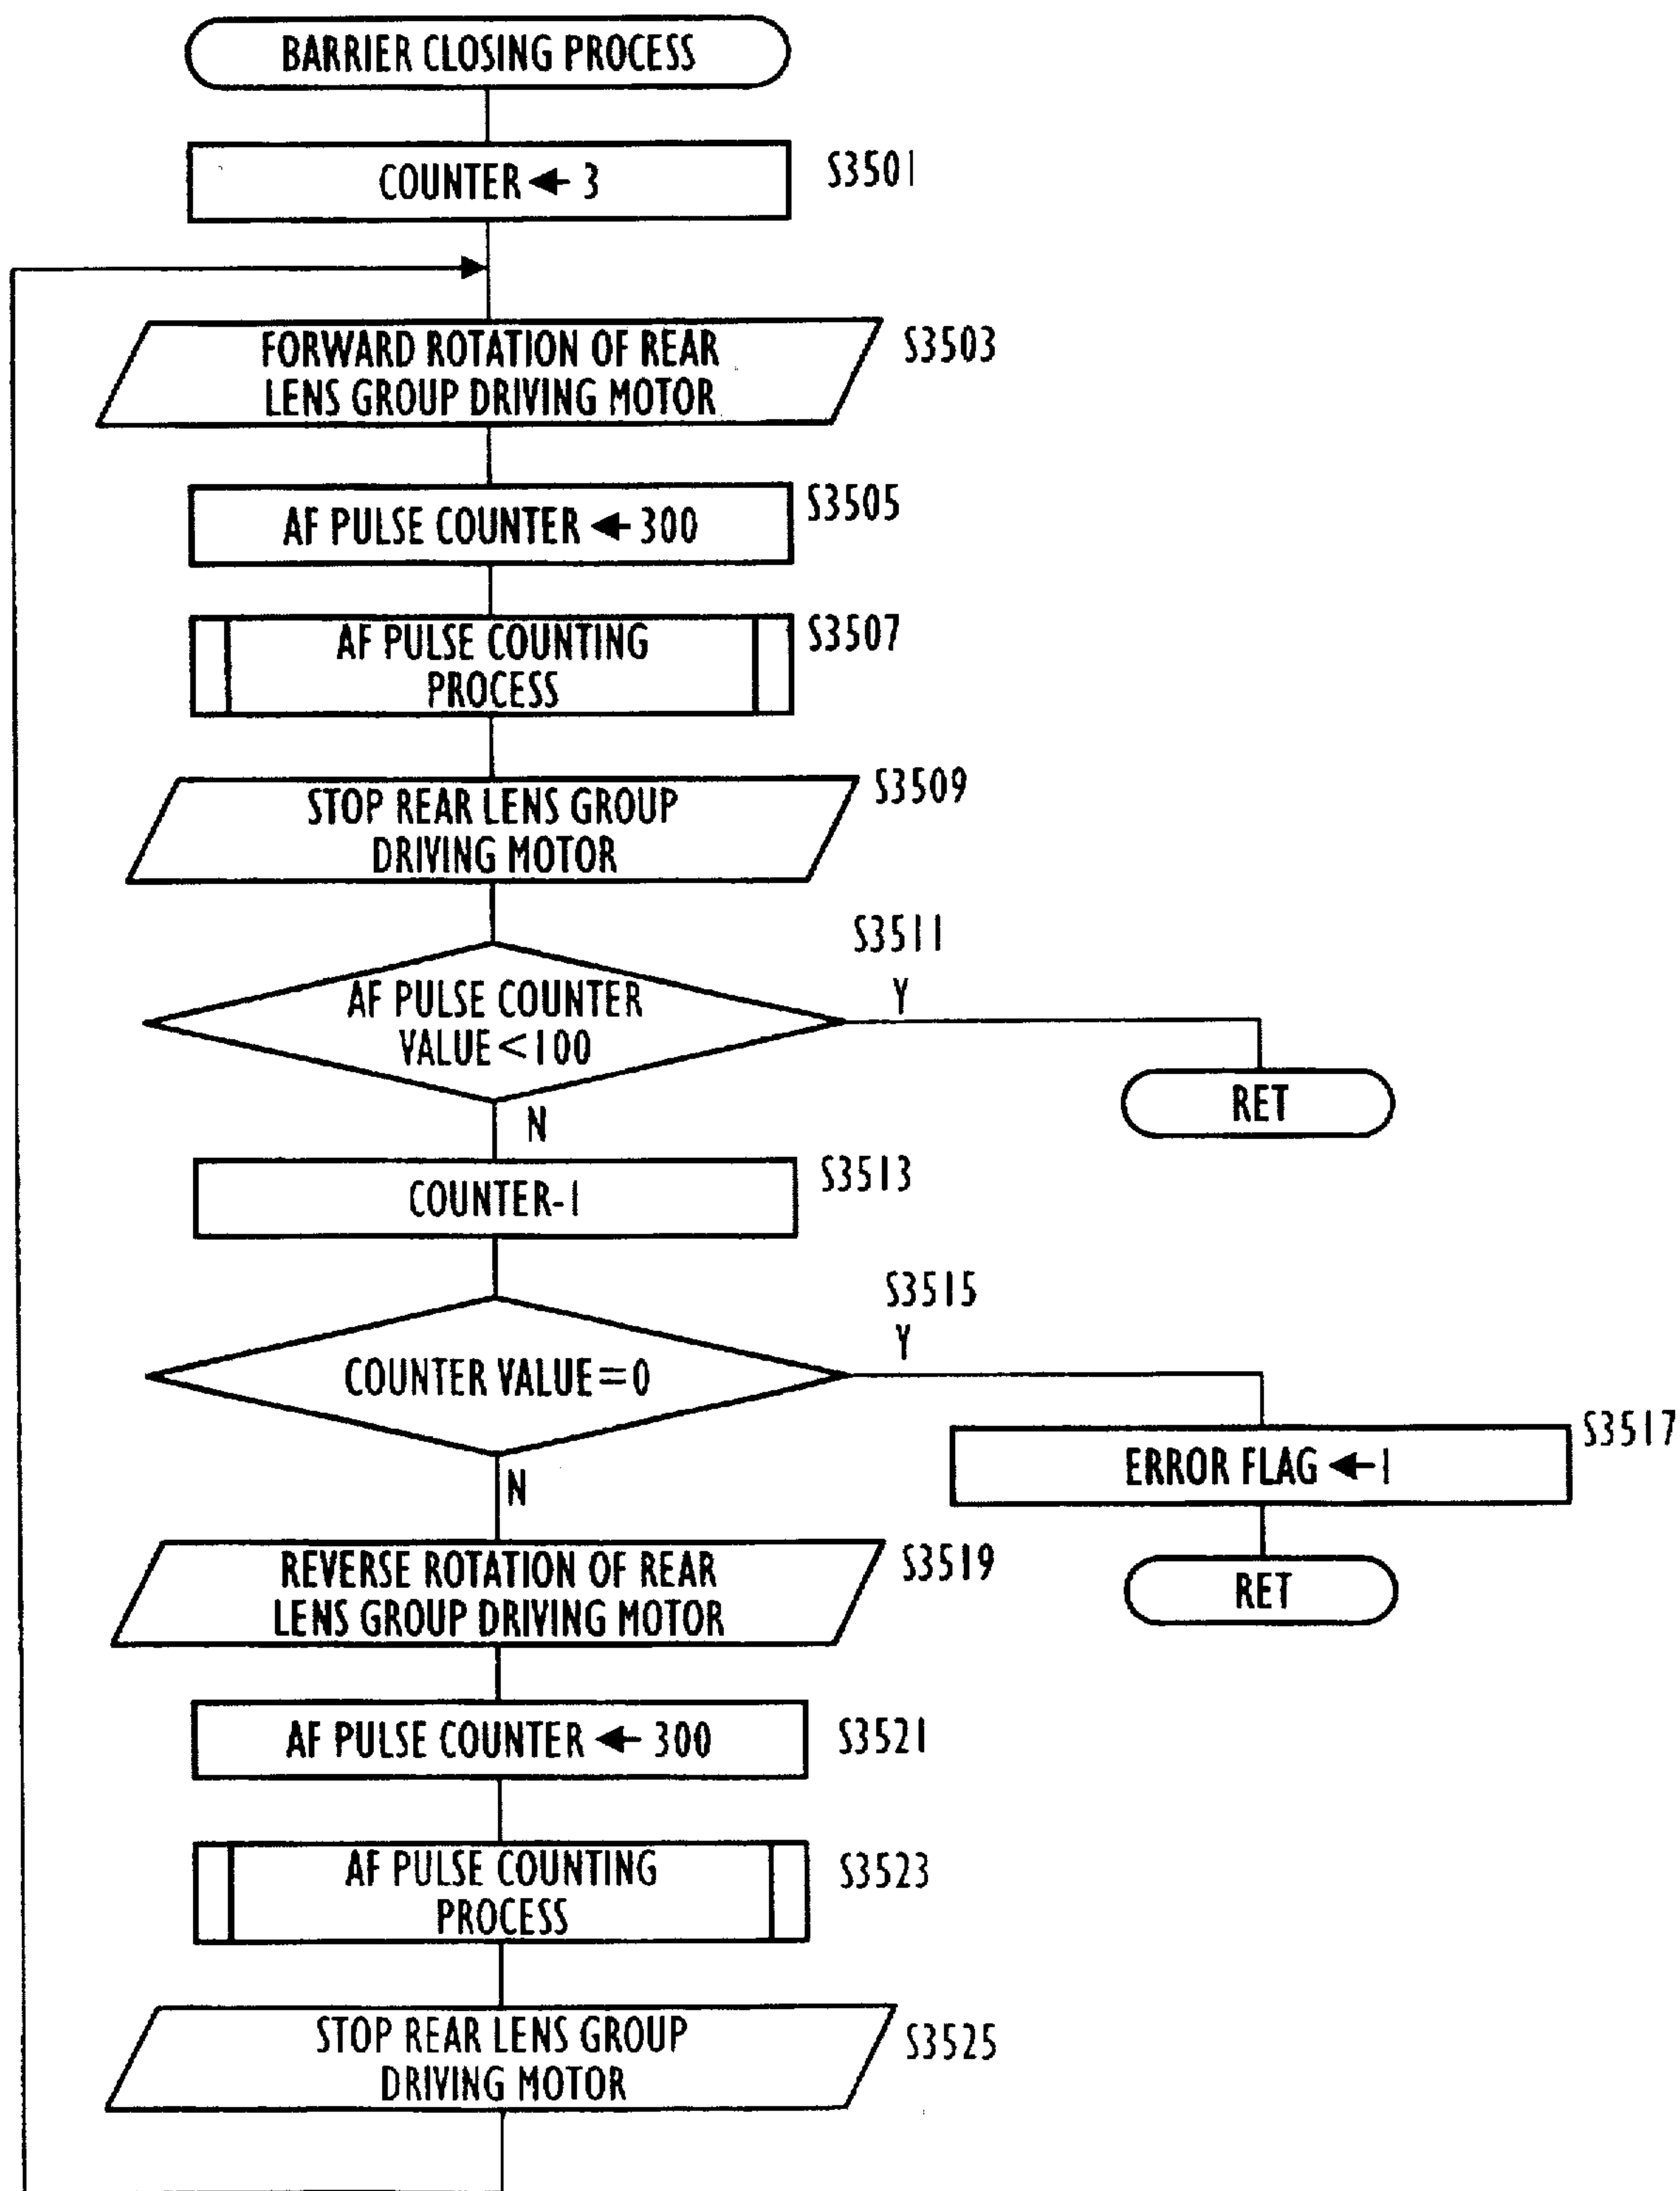 BARRIER CLOSING PROCESS
COUNTER ← 3
S3501
FORWARD ROTATION OF REAR
LENS GROUP DRIVING MOTOR
S3503
AF PULSE COUNTER ← 300
S3505
AF PULSE COUNTING
PROCESS
S3507
STOP REAR LENS GROUP
DRIVING MOTOR
S3509
S3511
AF PULSE COUNTER
VALUE<100
Y
RET
N
COUNTER-1
S3513
S3515
COUNTER VALUE=0
Y
ERROR FLAG ← 1
S3517
RET
N
REVERSE ROTATION OF REAR
LENS GROUP DRIVING MOTOR
S3519
AF PULSE COUNTER ← 300
S3521
AF PULSE COUNTING
PROCESS
S3523
STOP REAR LENS GROUP
DRIVING MOTOR
S3525